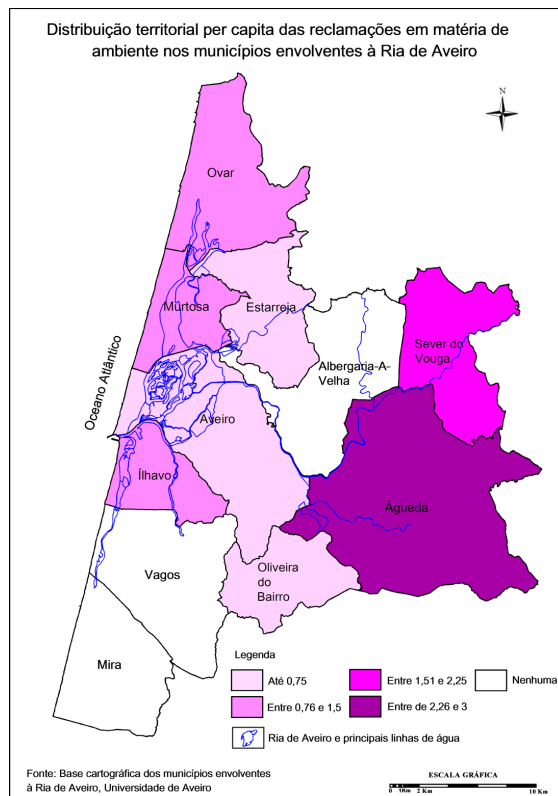 Distribuição territorial per capita das reclamações em matéria de
ambiente nos municípios envolventes à Ria de Aveiro
N
Ovar
Murtosa
Estarreja
Sever do
Vouga
Albergaria-A-
Velha
Oceano Atlântico
Aveiro
Ílhavo
Águeda
Vagos
Oliveira
do
Bairro
Mira
Legenda
Até 0,75
Entre 1,51 e 2,25
Nenhuma
Entre 0,76 e 1,5
Entre de 2,26 e 3
Ria de Aveiro e principais linhas de água
Fonte: Base cartográfica dos municípios envolventes
à Ria de Aveiro, Universidade de Aveiro
ESCALA GRÁFICA
0 1Km 2 Km 10 Km